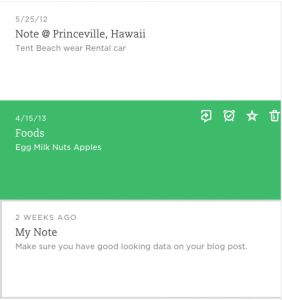 5/25/12
Note @ Princeville, Hawaii
Tent Beach wear Rental car
4/15/13
Foods
Egg Milk Nuts Apples
2 WEEKS AGO
My Note
Make sure you have good looking data on your blog post.